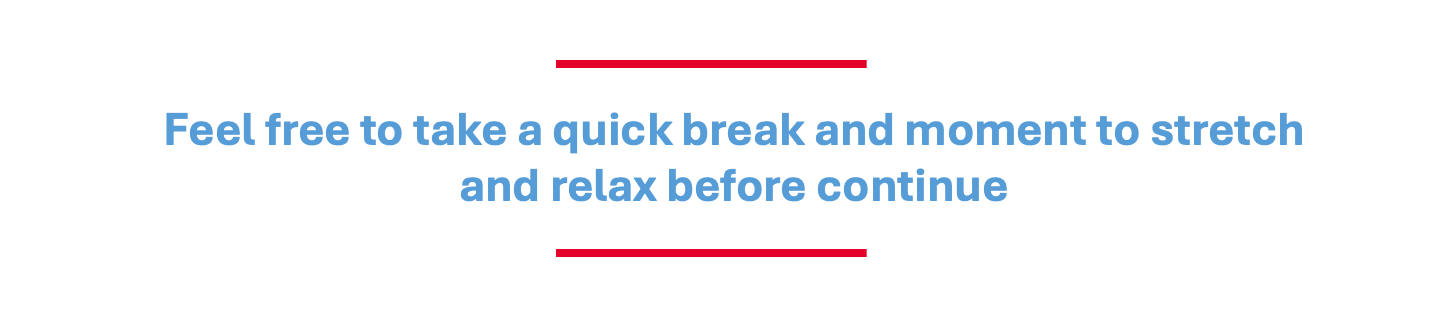 Feel free to take a quick break and moment to stretch
and relax before continue